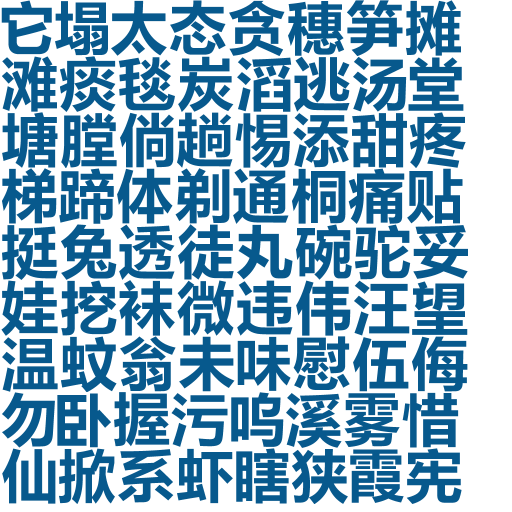 它塌太态贪穗笋摊
滩痰毯炭滔逃汤堂
塘膛倘趟惕添甜疼
梯蹄体剃通桐痛贴
挺兔透徒丸碗驼妥
娃挖袜微违伟汪望
温蚊翁未味慰伍侮
勿卧握污呜溪雾惜
仙掀系虾瞎狭霞宪